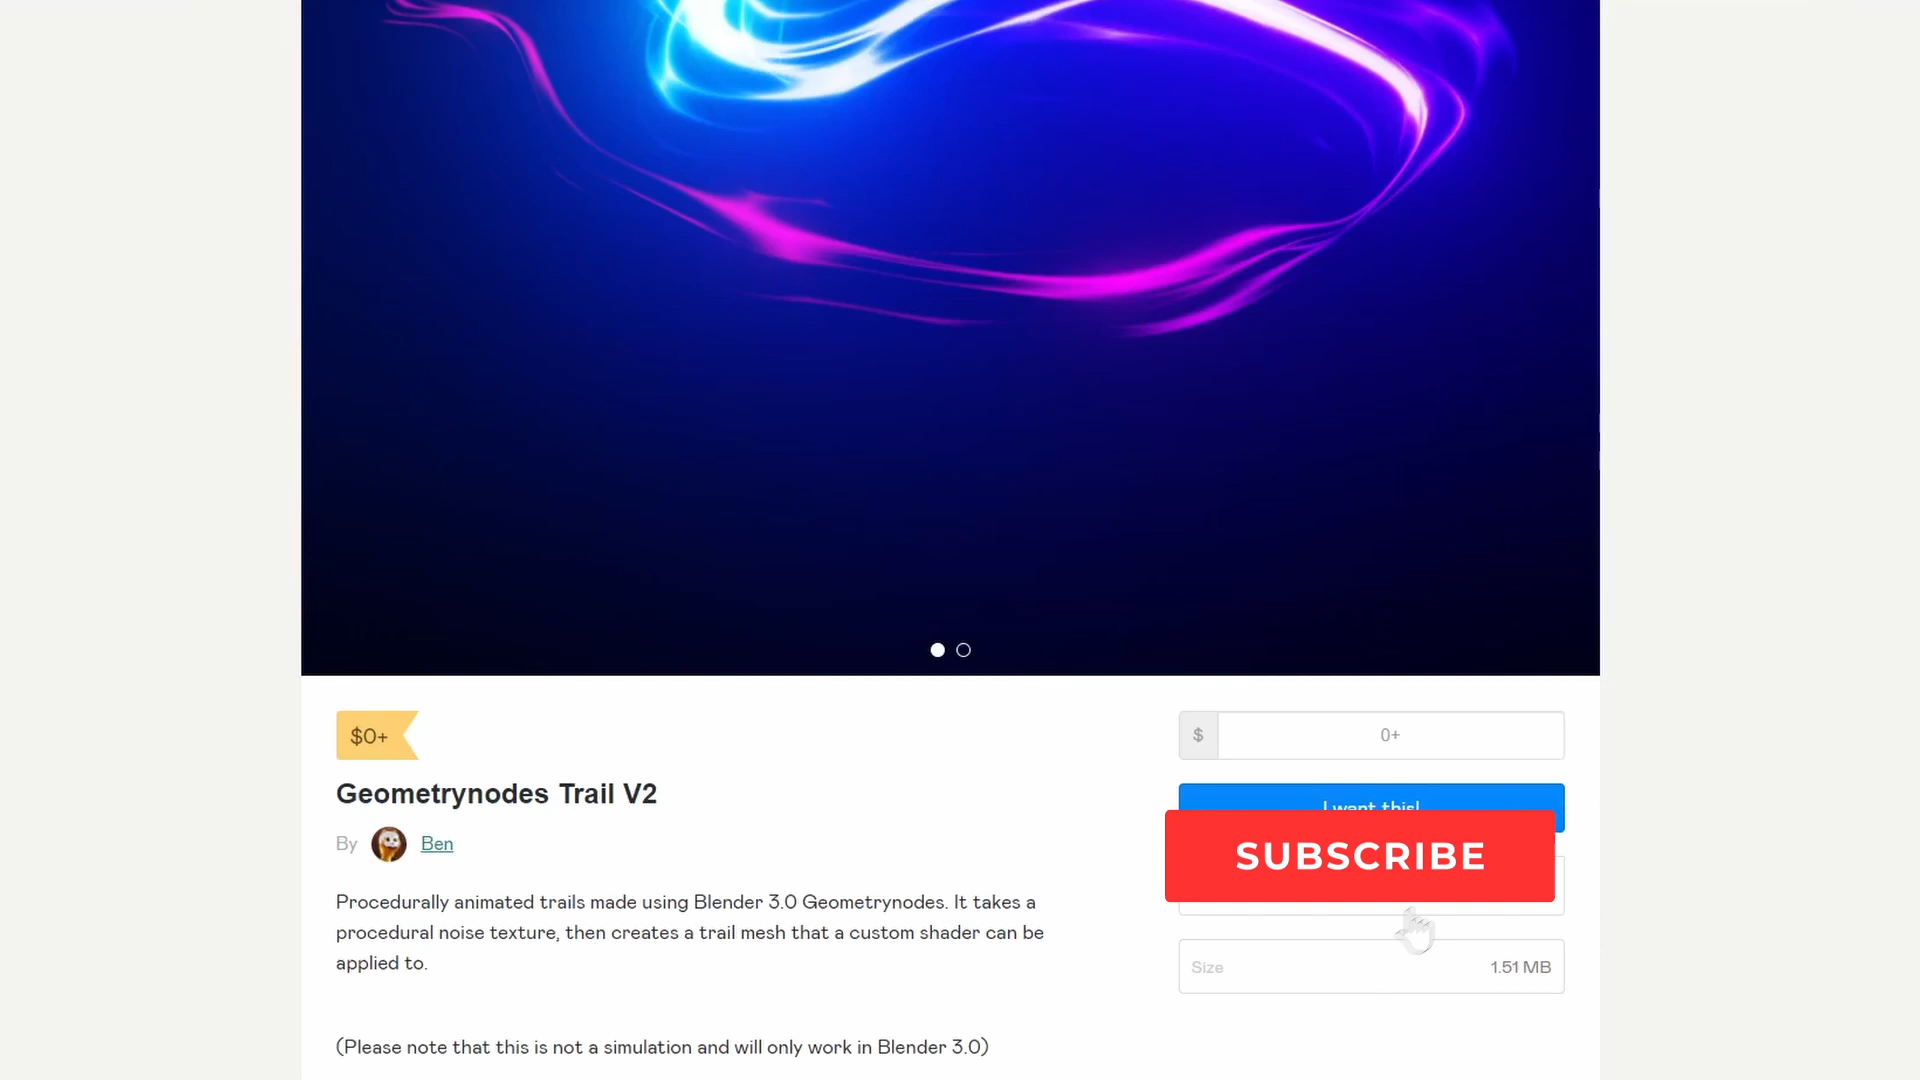 $0+
Geometrynodes Trail V2
By Ben
Procedurally animated trails made using Blender 3.0 Geometrynodes. It takes a
procedural noise texture, then creates a trail mesh that a custom shader can be
applied to.
(Please note that this is not a simulation and will only work in Blender 3.0)
$ 0+
I want this!
SUBSCRIBE
Size 1.51 MB